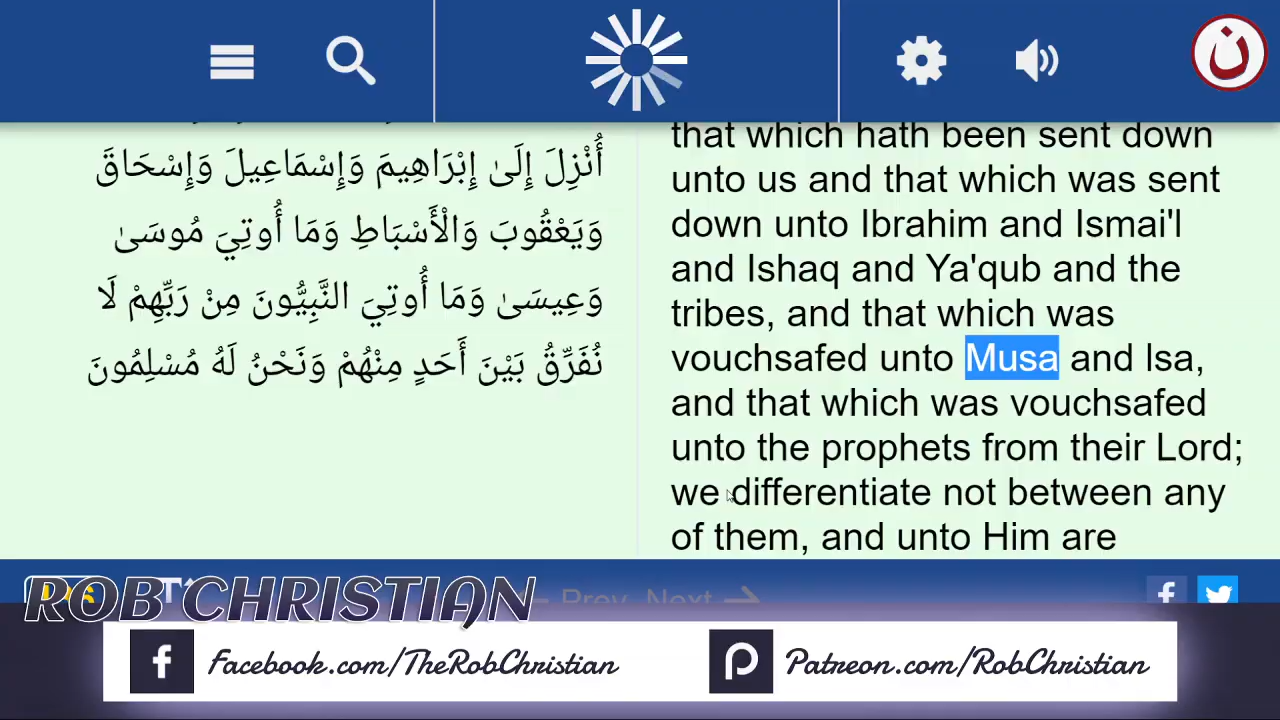 ن
أُنْزِلَ إِلَىٰ إِبْرَاهِيمَ وَإِسْمَاعِيلَ وَإِسْحَاقَ
وَيَعْقُوبَ وَالْأَسْبَاطِ وَمَا أُوتِيَ مُوسَىٰ
وَعِيسَىٰ وَمَا أُوتِيَ النَّبِيُّونَ مِنْ رَبِّهِمْ لَا
نُفَرِّقُ بَيْنَ أَحَدٍ مِنْهُمْ وَنَحْنُ لَهُ مُسْلِمُونَ
that which hath been sent down
unto us and that which was sent
down unto Ibrahim and Ismai'l
and Ishaq and Ya'qub and the
tribes, and that which was
vouchsafed unto Musa and Isa,
and that which was vouchsafed
unto the prophets from their Lord;
we differentiate not between any
of them, and unto Him are
Prev Next
ROB CHRISTIAN
Facebook.com/TheRobChristian
Patreon.com/RobChristian